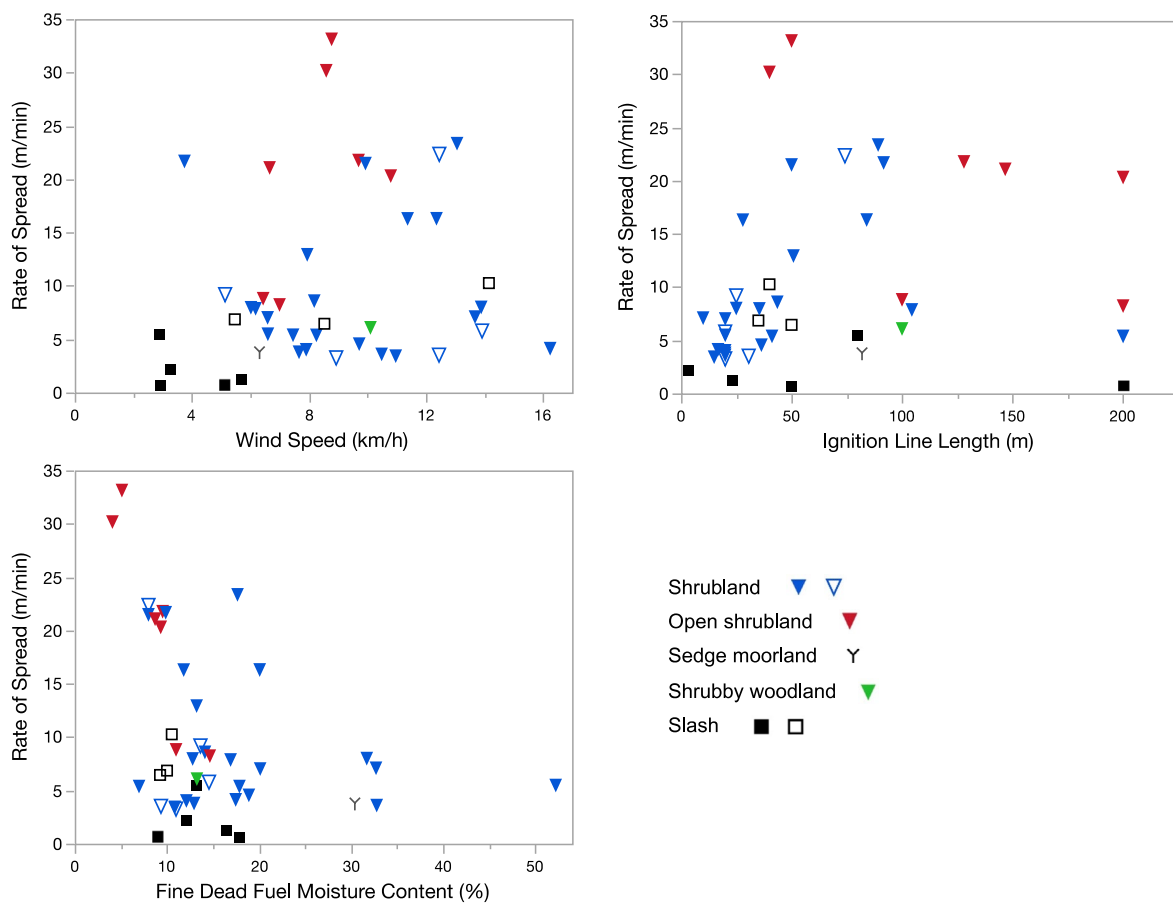 35
30
25
20
15
10
5
0
Rate of Spread (m/min)
0 4 8 12 16
Wind Speed (km/h)
35
30
25
20
15
10
5
0
Rate of Spread (m/min)
0 50 100 150 200
Ignition Line Length (m)
35
30
25
20
15
10
5
0
Rate of Spread (m/min)
0 10 20 30 40 50
Fine Dead Fuel Moisture Content (%)
Shrubland
Open shrubland
Sedge moorland
Shrubby woodland
Slash